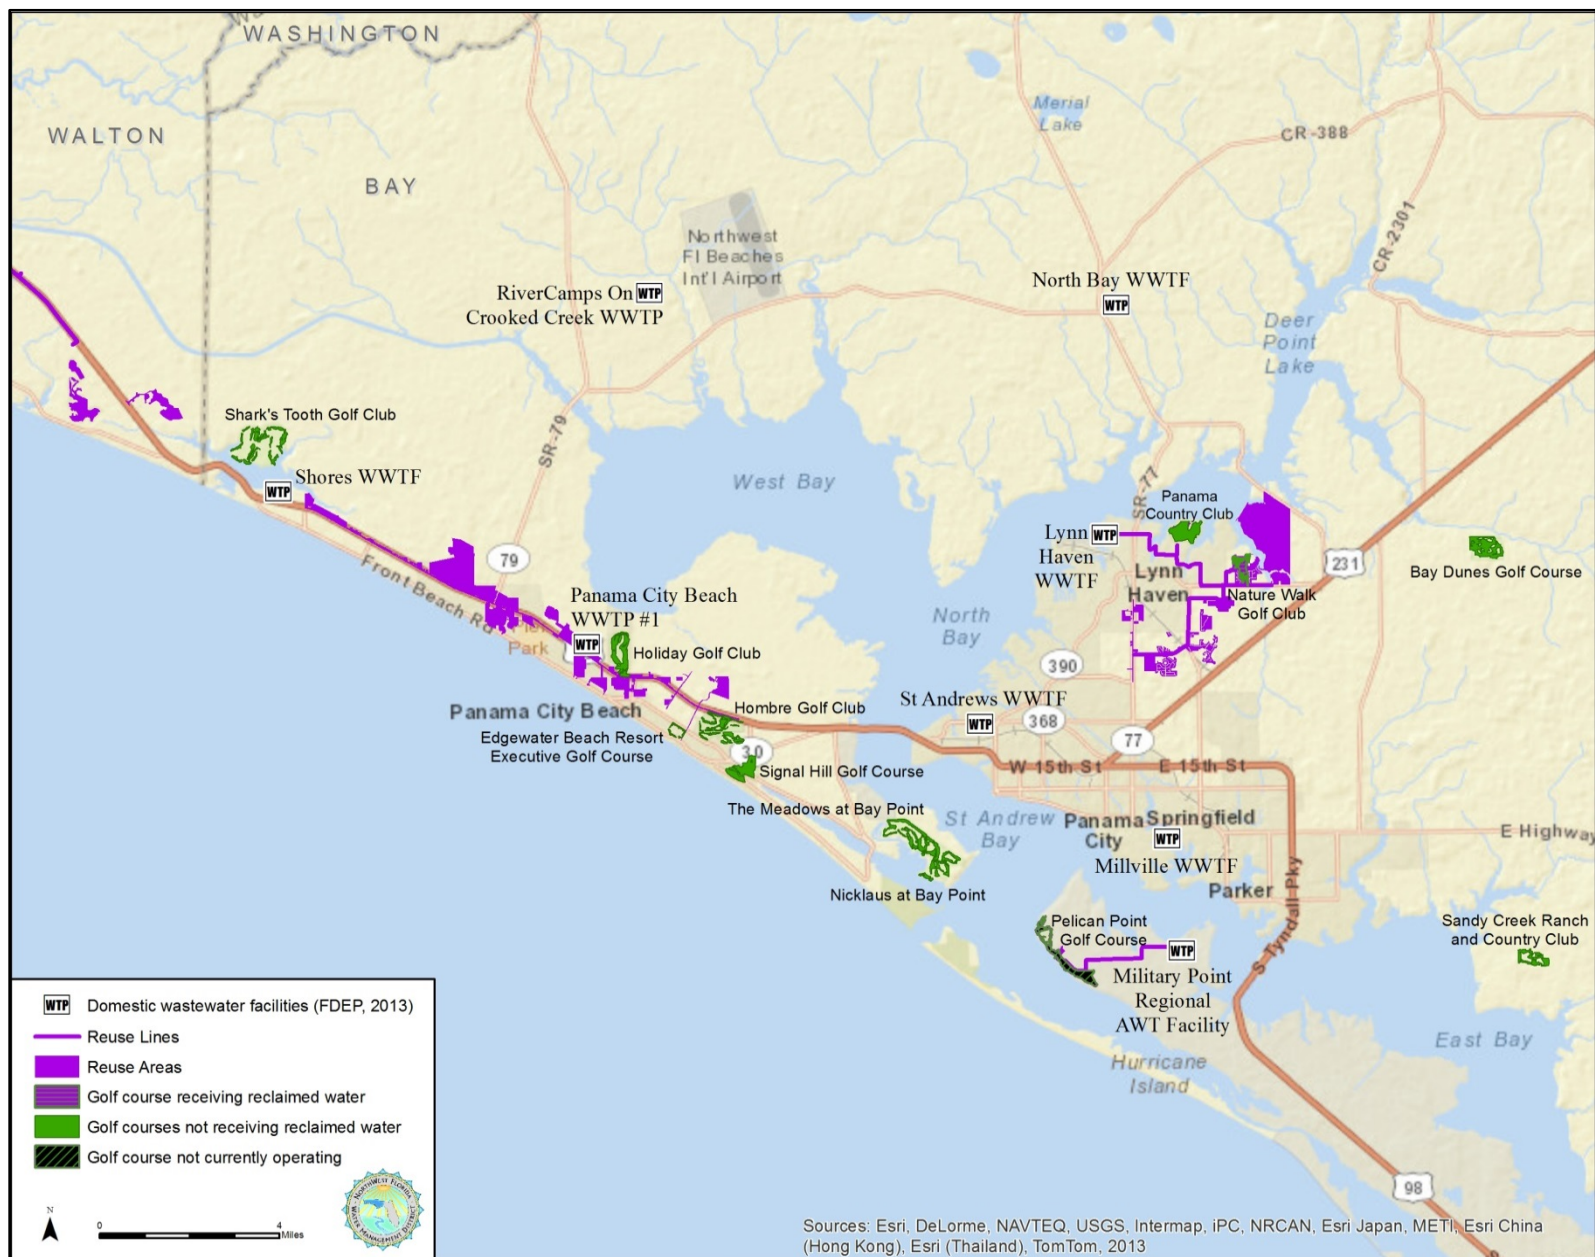 WASHINGTON
WALTON
BAY
Merial
Lake
CR-388
CR-2301
Northwest
Fl Beaches
Int'l Airport
RiverCamps On
Crooked Creek WWTP
WTP
North Bay WWTF
WTP
Deer
Point
Lake
Shark's Tooth Golf Club
SR-79
Shores WWTF
WTP
West Bay
SR-77
Panama
Country Club
Lynn
Haven
WWTF
WTP
Lynn
Haven
231
Bay Dunes Golf Course
Nature Walk
Golf Club
79
Front Beach Rd
Park
Panama City Beach
WWTP #1
WTP
Holiday Golf Club
North
Bay
390
Panama City Beach
Hombre Golf Club
Edgewater Beach Resort
Executive Golf Course
30
Signal Hill Golf Course
St Andrews WWTF
WTP
368
77
W 15th St
E 15th St
The Meadows at Bay Point
St Andrew
Bay
Panama
City
Springfield
WTP
Millville WWTF
E Highway
Nicklaus at Bay Point
Parker
S Tyndall Pky
Pelican Point
Golf Course
WTP
Military Point
Regional
AWT Facility
Sandy Creek Ranch
and Country Club
East Bay
Hurricane
Island
98
WTP Domestic wastewater facilities (FDEP, 2013)
Reuse Lines
Reuse Areas
Golf course receiving reclaimed water
Golf courses not receiving reclaimed water
Golf course not currently operating
N
0 4
Miles
NORTHWEST FLORIDA
WATER MANAGEMENT DISTRICT
Sources: Esri, DeLorme, NAVTEQ, USGS, Intermap, iPC, NRCAN, Esri Japan, METI, Esri China
(Hong Kong), Esri (Thailand), TomTom, 2013